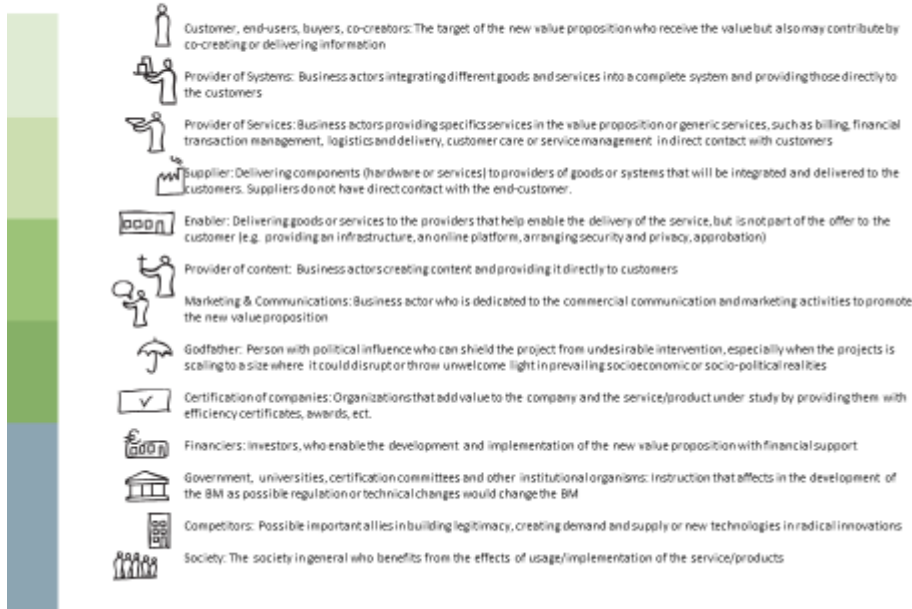 Customer, end-users, buyers, co-creators: The target of the new value proposition who receive the value but also may contribute by
co-creating or delivering information
Provider of Systems: Business actors integrating different goods and services into a complete system and providing those directly to
the customers
Provider of Services: Business actors providing specifics services in the value proposition or generic services, such as billing, financial
transaction management, logistics and delivery, customer care or service management in direct contact with customers
Supplier: Delivering components (hardware or services) to providers of goods or systems that will be integrated and delivered to the
customers. Suppliers do not have direct contact with the end-customer.
Enabler: Delivering goods or services to the providers that help enable the delivery of the service, but is not part of the offer to the
customer (e.g. providing an infrastructure, an online platform, arranging security and privacy, approbation)
Provider of content: Business actors creating content and providing it directly to customers
Marketing & Communications: Business actor who is dedicated to the commercial communication and marketing activities to promote
the new value proposition
Godfather: Person with political influence who can shield the project from undesirable intervention, especially when the projects is
scaling to a size where it could disrupt or throw unwelcome light in prevailing socioeconomic or socio-political realities
Certification of companies: Organizations that add value to the company and the service/product under study by providing them with
efficiency certificates, awards, ect.
Financiers: Investors, who enable the development and implementation of the new value proposition with financial support
Government, universities, certification committees and other institutional organisms: Instruction that affects in the development of
the BM as possible regulation or technical changes would change the BM
Competitors: Possible important allies in building legitimacy, creating demand and supply or new technologies in radical innovations
Society: The society in general who benefits from the effects of usage/implementation of the service/products